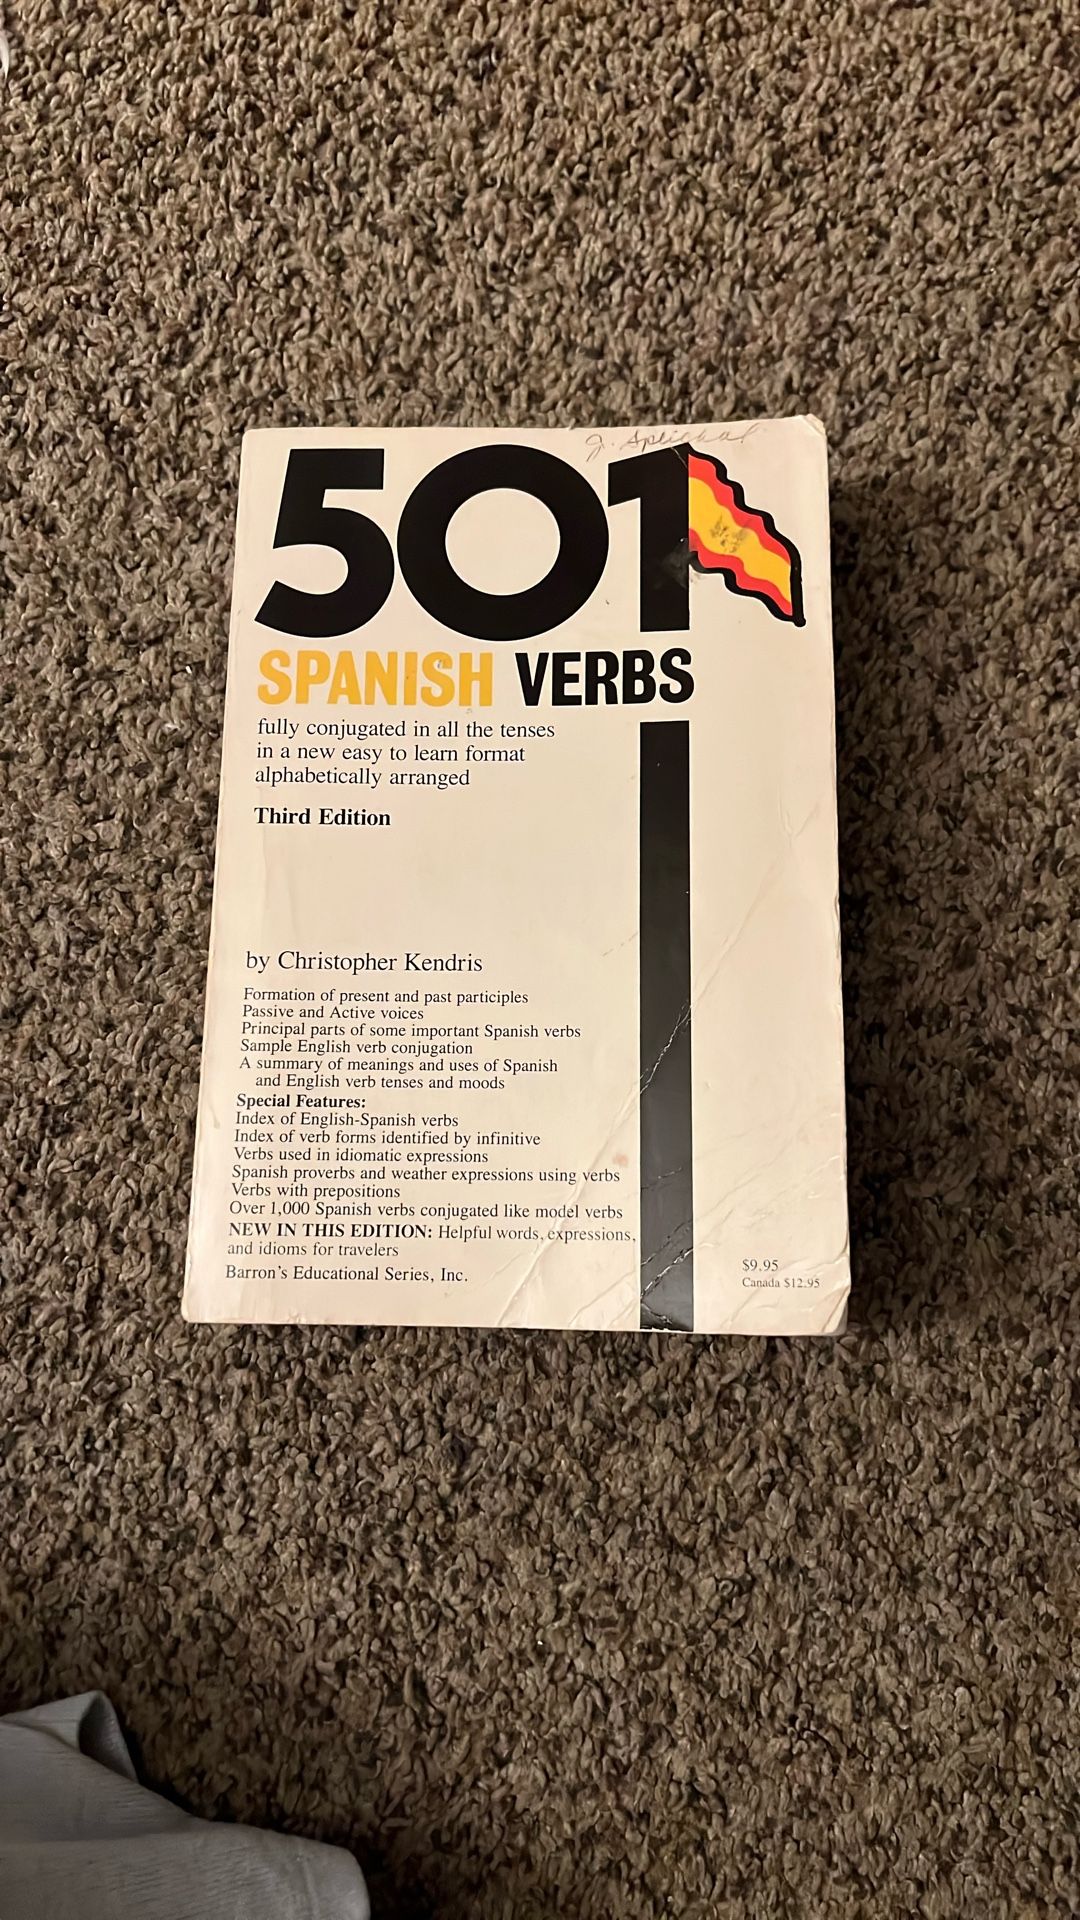 501
SPANISH VERBS
fully conjugated in all the tenses
in a new easy to learn format
alphabetically arranged
Third Edition
by Christopher Kendris
Formation of present and past participles
Passive and Active voices
Principal parts of some important Spanish verbs
Sample English verb conjugation
A summary of meanings and uses of Spanish
and English verb tenses and moods
Special Features:
Index of English-Spanish verbs
Index of verb forms identified by infinitive
Verbs used in idiomatic expressions
Spanish proverbs and weather expressions using verbs
Verbs with prepositions
Over 1,000 Spanish verbs conjugated like model verbs
NEW IN THIS EDITION: Helpful words, expressions,
and idioms for travelers
Barron's Educational Series, Inc.
$9.95
Canada $12.95